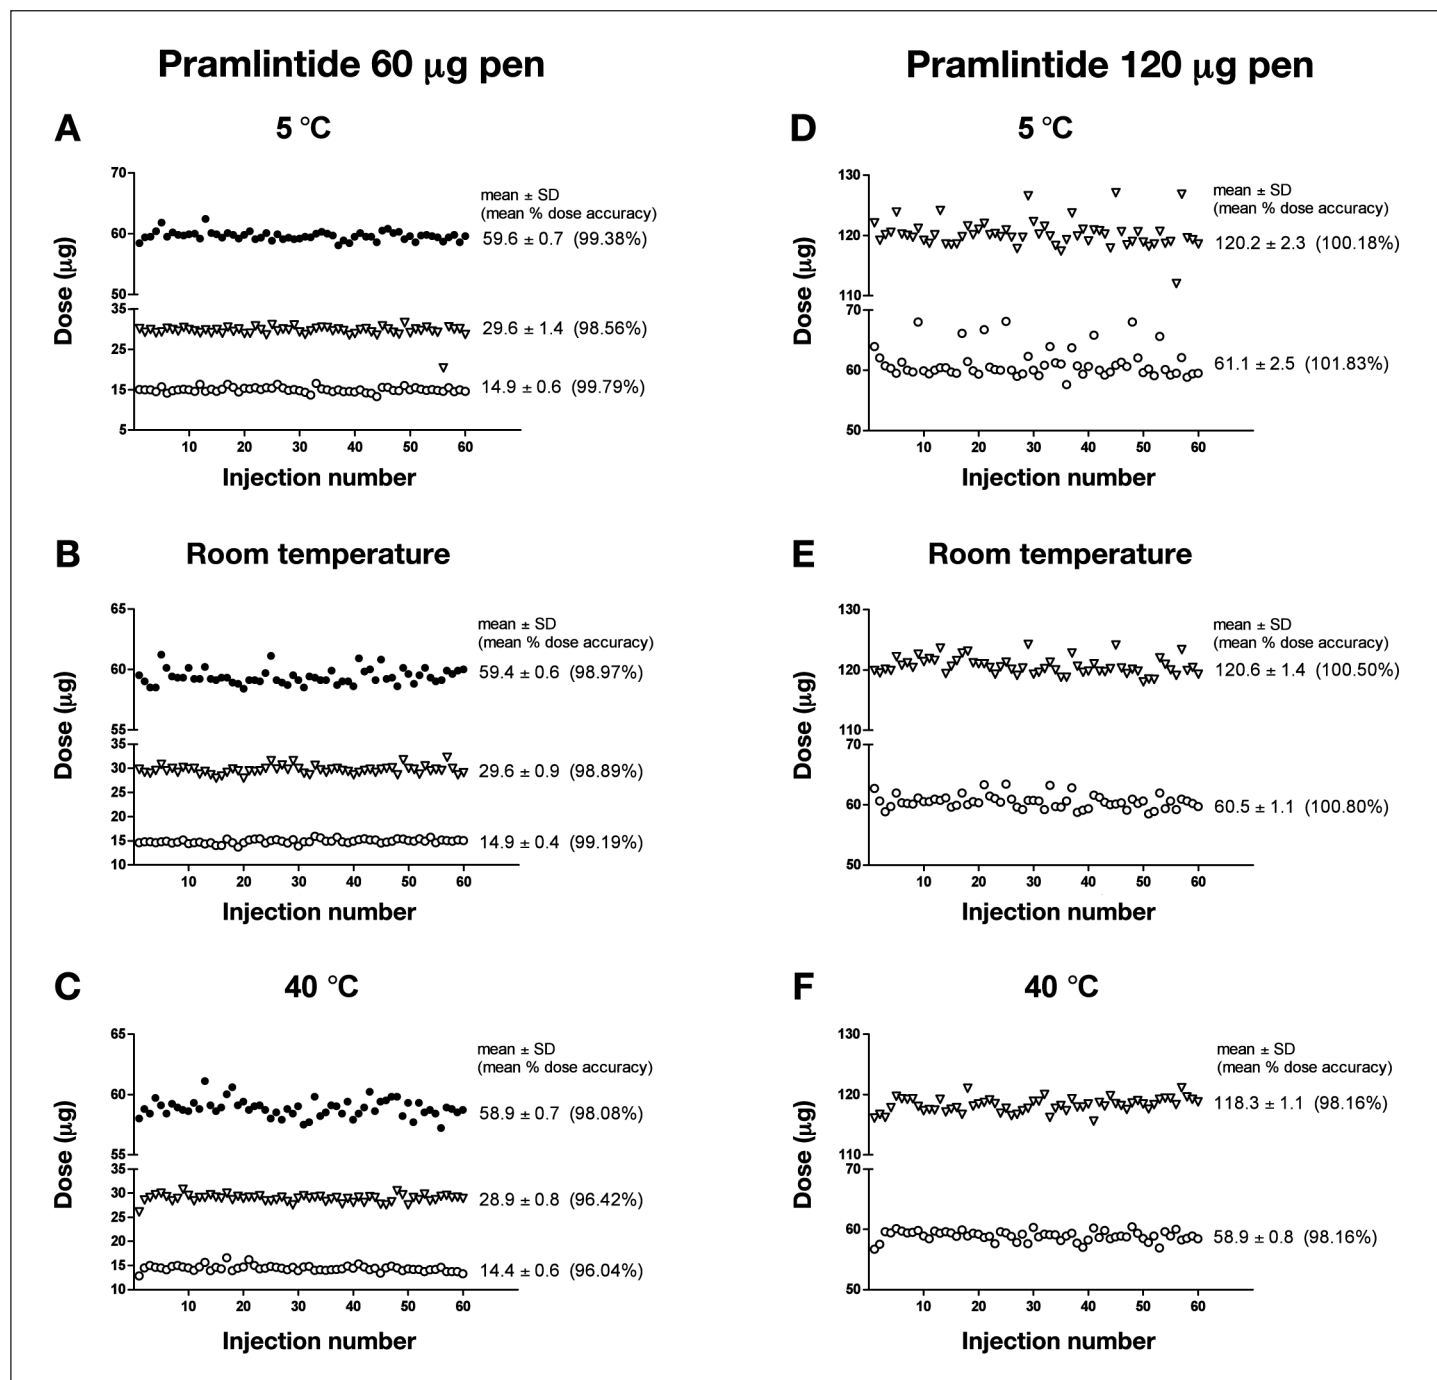 Pramlintide 60 µg pen
A
5 °C
70
60
50
35
25
15
5
Dose (µg)
mean ± SD
(mean % dose accuracy)
59.6 ± 0.7 (99.38%)
29.6 ± 1.4 (98.56%)
14.9 ± 0.6 (99.79%)
10 20 30 40 50 60
Injection number
B
Room temperature
65
60
55
35
30
25
20
15
10
Dose (µg)
mean ± SD
(mean % dose accuracy)
59.4 ± 0.6 (98.97%)
29.6 ± 0.9 (98.89%)
14.9 ± 0.4 (99.19%)
10 20 30 40 50 60
Injection number
C
40 °C
65
60
55
35
30
25
20
15
10
Dose (µg)
mean ± SD
(mean % dose accuracy)
58.9 ± 0.7 (98.08%)
28.9 ± 0.8 (96.42%)
14.4 ± 0.6 (96.04%)
10 20 30 40 50 60
Injection number
Pramlintide 120 µg pen
D
5 °C
130
120
110
70
60
50
Dose (µg)
mean ± SD
(mean % dose accuracy)
120.2 ± 2.3 (100.18%)
61.1 ± 2.5 (101.83%)
10 20 30 40 50 60
Injection number
E
Room temperature
130
120
110
70
60
50
Dose (µg)
mean ± SD
(mean % dose accuracy)
120.6 ± 1.4 (100.50%)
60.5 ± 1.1 (100.80%)
10 20 30 40 50 60
Injection number
F
40 °C
130
120
110
70
60
50
Dose (µg)
mean ± SD
(mean % dose accuracy)
118.3 ± 1.1 (98.16%)
58.9 ± 0.8 (98.16%)
10 20 30 40 50 60
Injection number